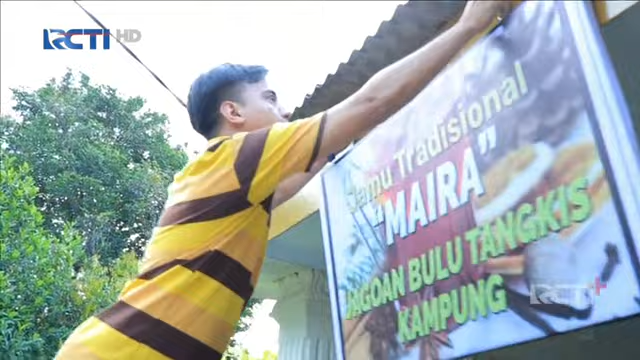 RCTI HD
Jamu Tradisional
"MAIRA"
JAGOAN BULU TANGKIS
KAMPUNG
RCTI+